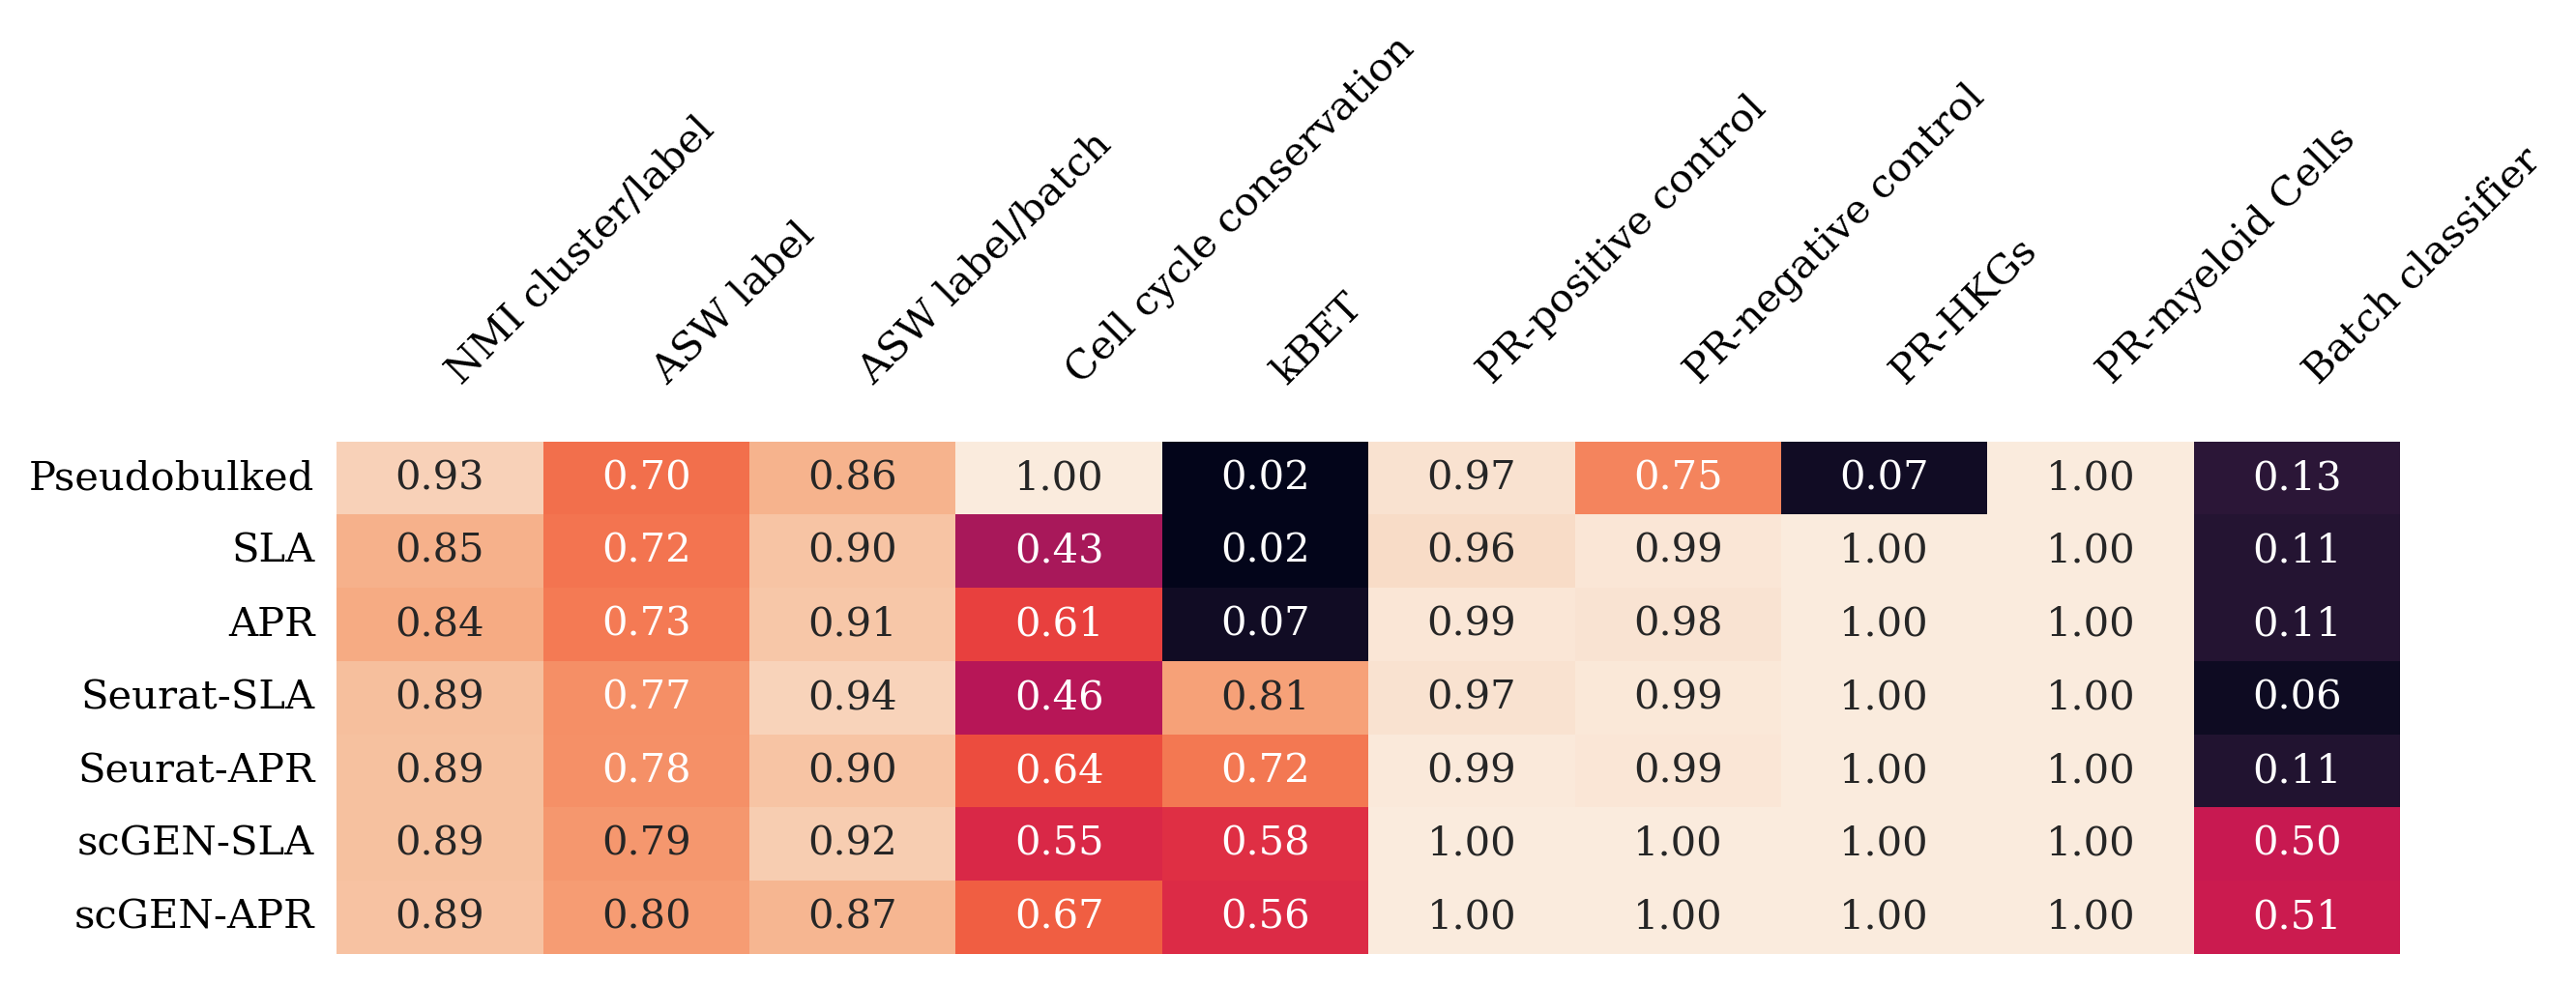 NMI cluster/label
ASW label
ASW label/batch
Cell cycle conservation
kBET
PR-positive control
PR-negative control
PR-HKGs
PR-myeloid Cells
Batch classifier
Pseudobulked 0.93 0.70 0.86 1.00 0.02 0.97 0.75 0.07 1.00 0.13
SLA 0.85 0.72 0.90 0.43 0.02 0.96 0.99 1.00 1.00 0.11
APR 0.84 0.73 0.91 0.61 0.07 0.99 0.98 1.00 1.00 0.11
Seurat-SLA 0.89 0.77 0.94 0.46 0.81 0.97 0.99 1.00 1.00 0.06
Seurat-APR 0.89 0.78 0.90 0.64 0.72 0.99 0.99 1.00 1.00 0.11
scGEN-SLA 0.89 0.79 0.92 0.55 0.58 1.00 1.00 1.00 1.00 0.50
scGEN-APR 0.89 0.80 0.87 0.67 0.56 1.00 1.00 1.00 1.00 0.51